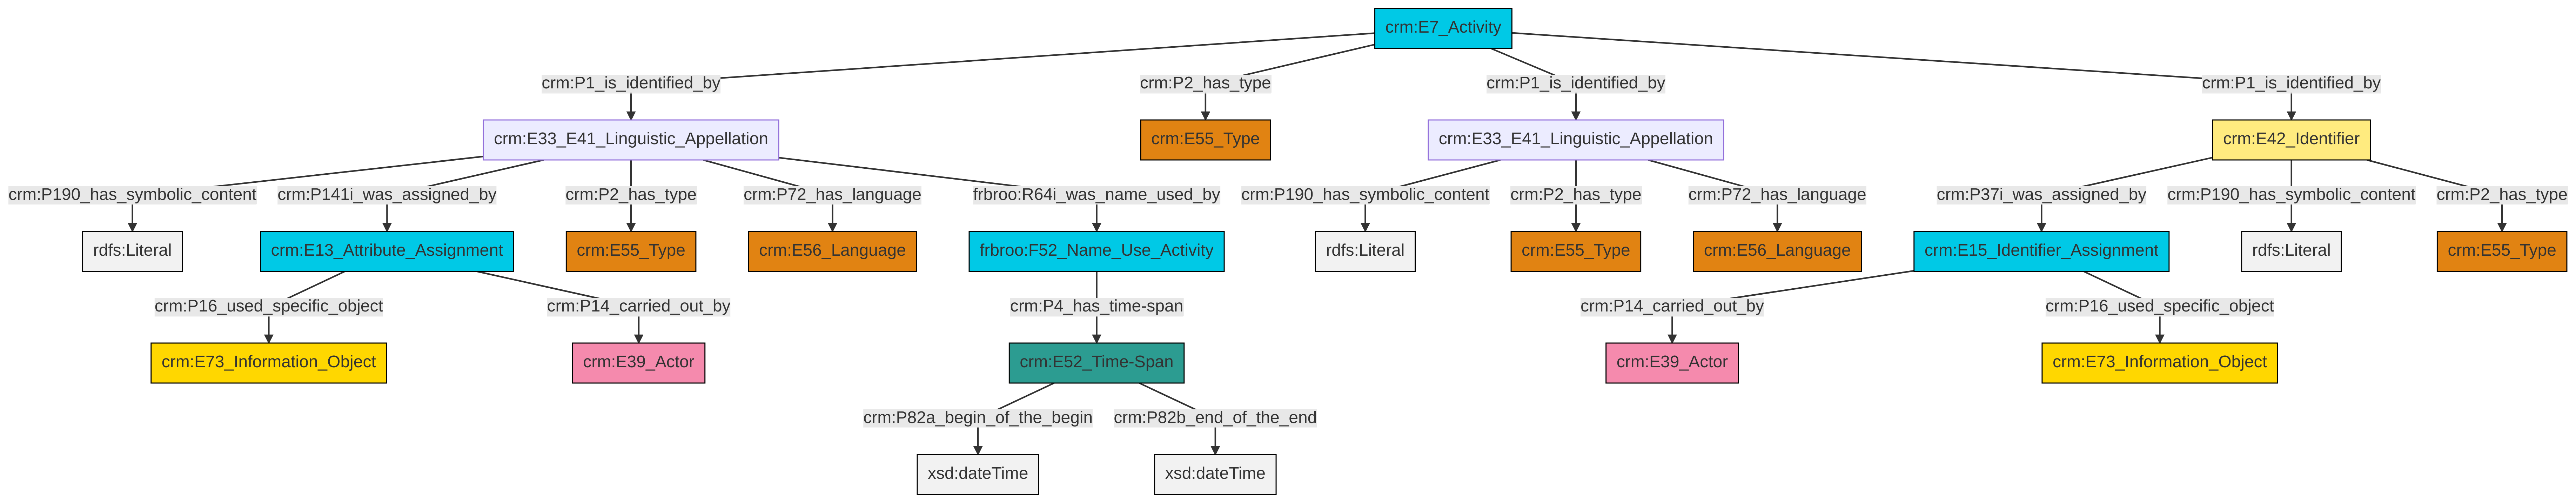 crm:E7_Activity
crm:P1_is_identified_by
crm:P2_has_type
crm:P1_is_identified_by
crm:P1_is_identified_by
crm:E33_E41_Linguistic_Appellation
crm:E55_Type
crm:E33_E41_Linguistic_Appellation
crm:E42_Identifier
crm:P190_has_symbolic_content
crm:P141i_was_assigned_by
crm:P2_has_type
crm:P72_has_language
frbroo:R64i_was_name_used_by
crm:P190_has_symbolic_content
crm:P2_has_type
crm:P72_has_language
crm:P37i_was_assigned_by
crm:P190_has_symbolic_content
crm:P2_has_type
rdfs:Literal
crm:E13_Attribute_Assignment
crm:E55_Type
crm:E56_Language
frbroo:F52_Name_Use_Activity
rdfs:Literal
crm:E55_Type
crm:E56_Language
crm:E15_Identifier_Assignment
rdfs:Literal
crm:E55_Type
crm:P16_used_specific_object
crm:P14_carried_out_by
crm:P4_has_time-span
crm:P14_carried_out_by
crm:P16_used_specific_object
crm:E73_Information_Object
crm:E39_Actor
crm:E52_Time-Span
crm:E39_Actor
crm:E73_Information_Object
crm:P82a_begin_of_the_begin
crm:P82b_end_of_the_end
xsd:dateTime
xsd:dateTime